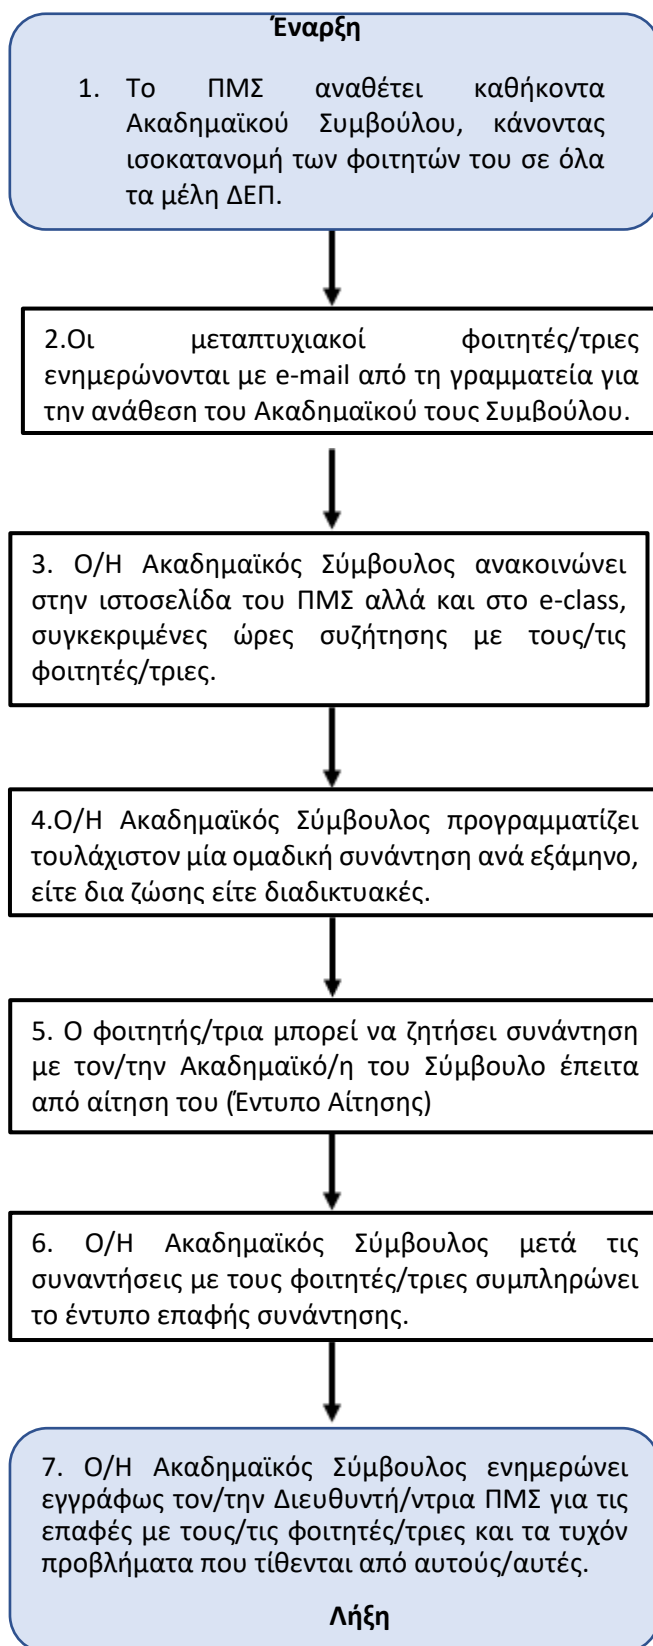 Έναρξη
1. Το ΠΜΣ αναθέτει καθήκοντα
Ακαδημαϊκού Συμβούλου, κάνοντας
ισοκατανομή των φοιτητών του σε όλα
τα μέλη ΔΕΠ.
2.Οι μεταπτυχιακοί φοιτητές/τριες
ενημερώνονται με e-mail από τη γραμματεία για
την ανάθεση του Ακαδημαϊκού τους Συμβούλου.
3. Ο/Η Ακαδημαϊκός Σύμβουλος ανακοινώνει
στην ιστοσελίδα του ΠΜΣ αλλά και στο e-class,
συγκεκριμένες ώρες συζήτησης με τους/τις
φοιτητές/τριες.
4.Ο/Η Ακαδημαϊκός Σύμβουλος προγραμματίζει
τουλάχιστον μία ομαδική συνάντηση ανά εξάμηνο,
είτε δια ζώσης είτε διαδικτυακές.
5. Ο φοιτητής/τρια μπορεί να ζητήσει συνάντηση
με τον/την Ακαδημαϊκό/η του Σύμβουλο έπειτα
από αίτηση του (Έντυπο Αίτησης)
6. Ο/Η Ακαδημαϊκός Σύμβουλος μετά τις
συναντήσεις με τους φοιτητές/τριες συμπληρώνει
το έντυπο επαφής συνάντησης.
7. Ο/Η Ακαδημαϊκός Σύμβουλος ενημερώνει
εγγράφως τον/την Διευθυντή/ντρια ΠΜΣ για τις
επαφές με τους/τις φοιτητές/τριες και τα τυχόν
προβλήματα που τίθενται από αυτούς/αυτές.
Λήξη